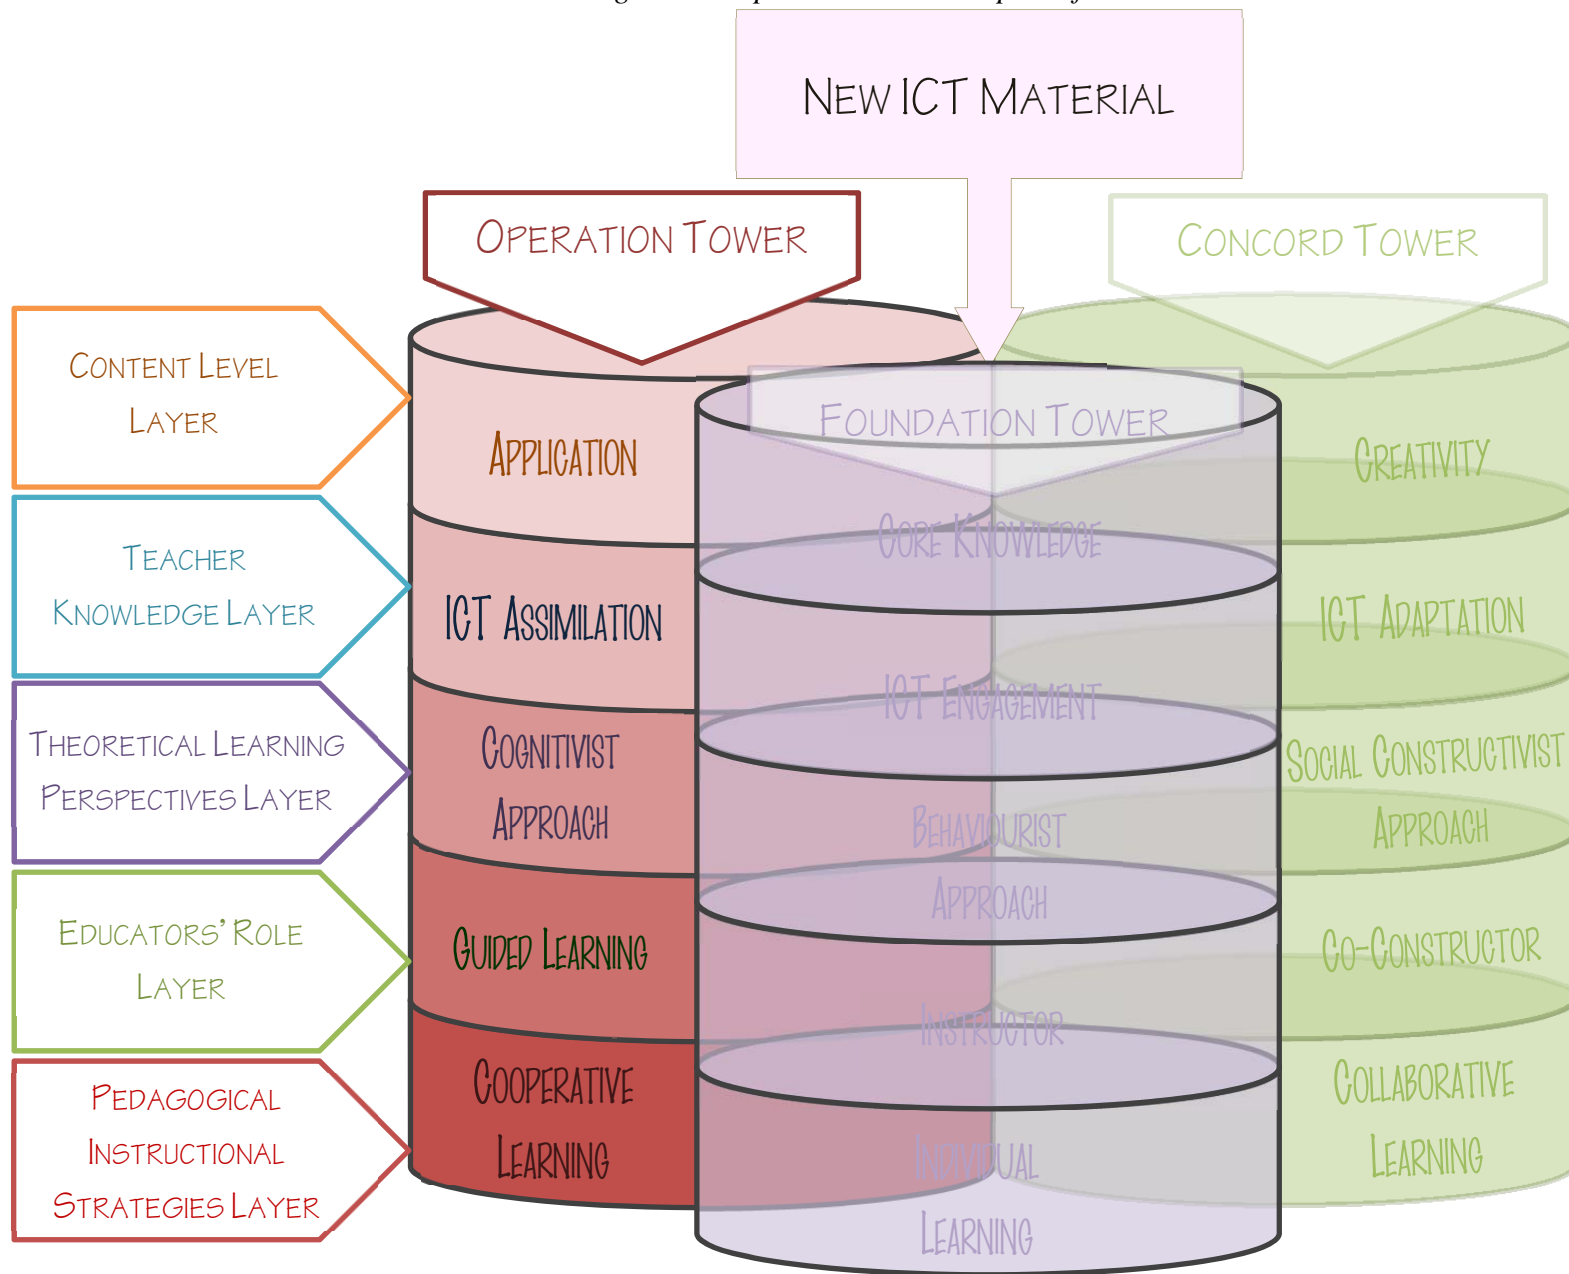 NEW ICT MATERIAL
OPERATION TOWER
CONCORD TOWER
FOUNDATION TOWER
CONTENT LEVEL
LAYER
APPLICATION
CORE KNOWLEDGE
CREATIVITY
TEACHER
KNOWLEDGE LAYER
ICT ASSIMILATION
ICT ENGAGEMENT
ICT ADAPTATION
THEORETICAL LEARNING
PERSPECTIVES LAYER
COGNITIVIST
APPROACH
BEHAVIOURIST
APPROACH
SOCIAL CONSTRUCTIVIST
APPROACH
EDUCATORS' ROLE
LAYER
GUIDED LEARNING
INSTRUCTOR
CO-CONSTRUCTOR
PEDAGOGICAL
INSTRUCTIONAL
STRATEGIES LAYER
COOPERATIVE
LEARNING
INDIVIDUAL
LEARNING
COLLABORATIVE
LEARNING